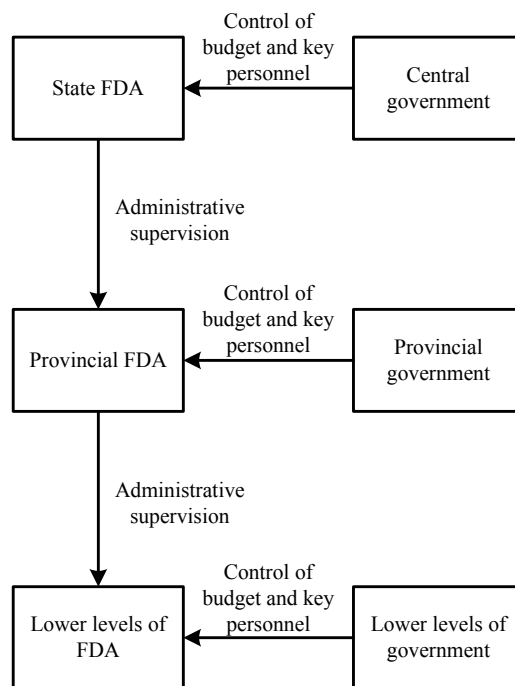 Control of
budget and key
personnel
State FDA
Central
government
Administrative
supervision
Control of
budget and key
personnel
Provincial FDA
Provincial
government
Administrative
supervision
Control of
budget and key
personnel
Lower levels of
FDA
Lower levels of
government